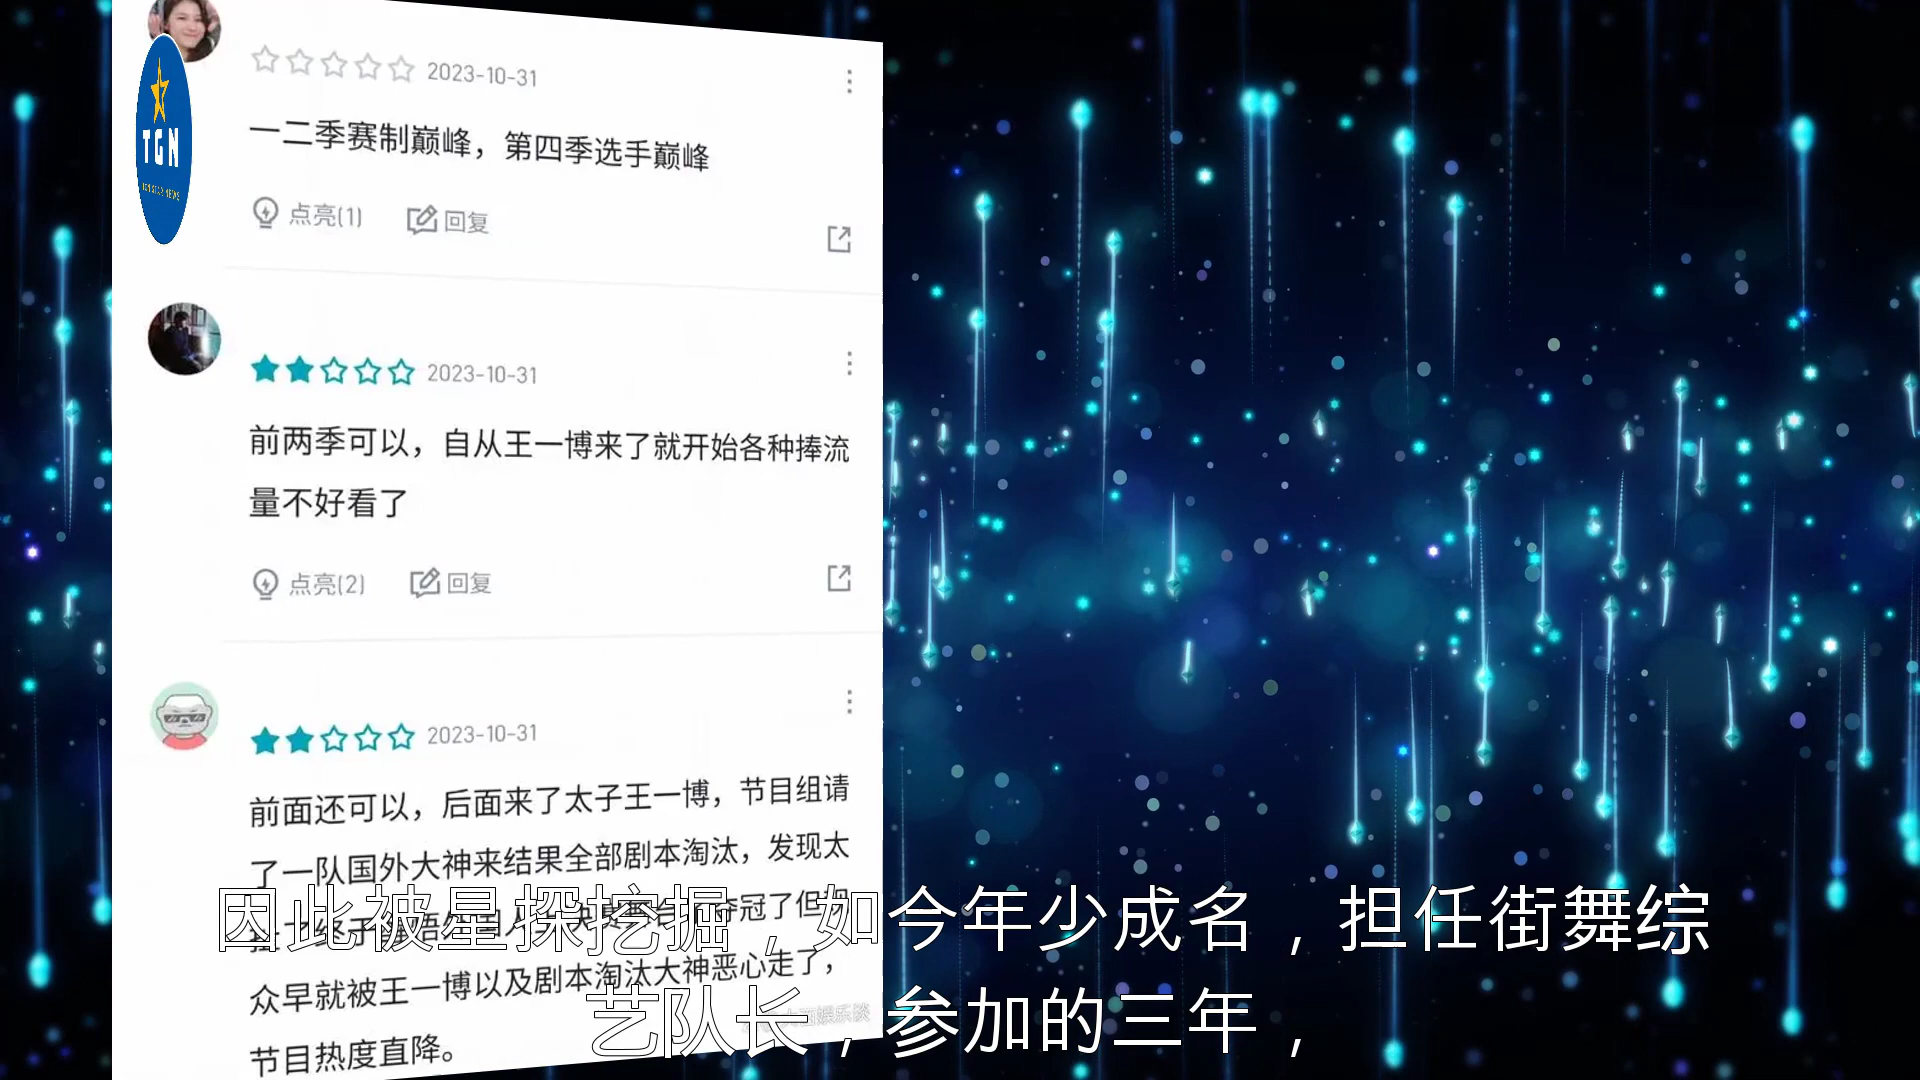 TGN
2023-10-31
一二季赛制巅峰，第四季选手巅峰
点亮(1) 回复
2023-10-31
前两季可以，自从王一博来了就开始各种捧流
量不好看了
点亮(2) 回复
2023-10-31
前面还可以，后面来了太子王一博，节目组请
了一队国外大神来结果全部剧本淘汰，发现太
众早就被王一博以及剧本淘汰大神恶心走了，
节目热度直降。
因此被星探挖掘，如今年少成名，担任街舞综
艺队长，参加的三年，